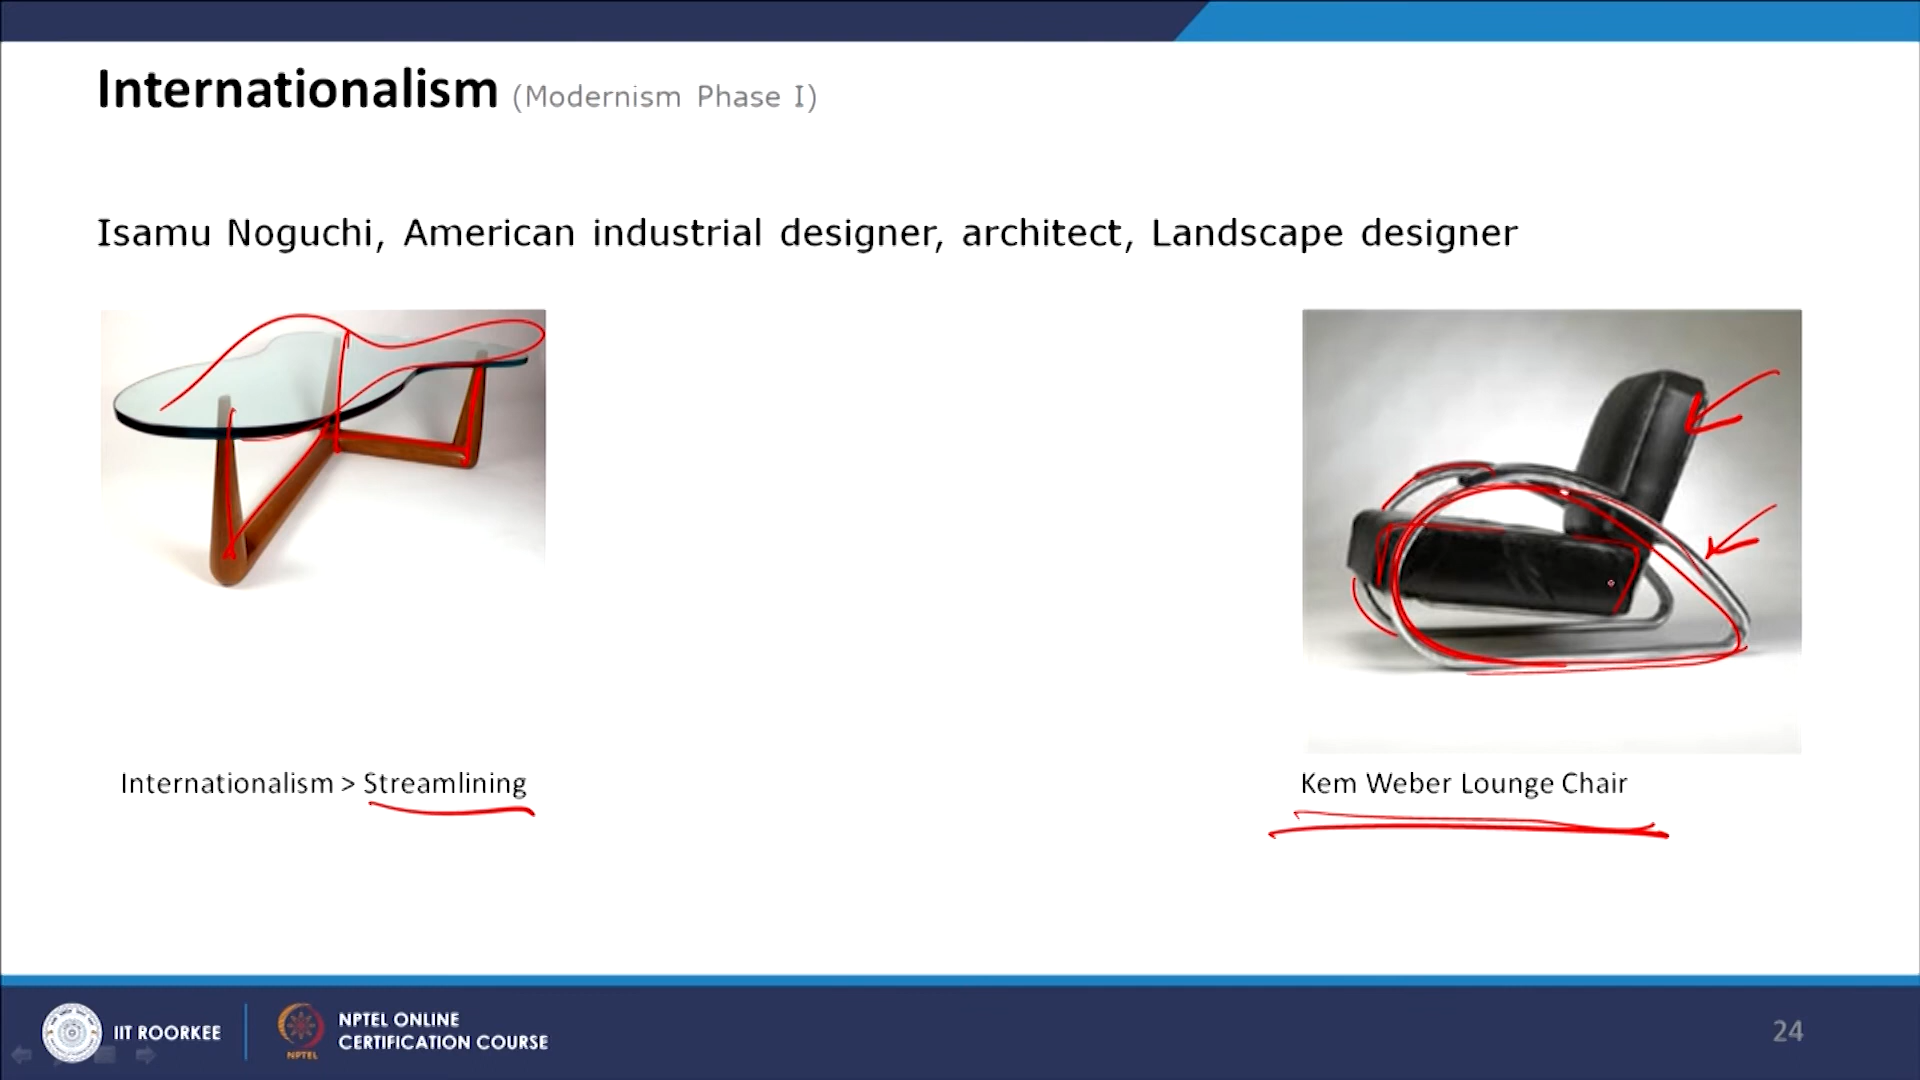 Internationalism (Modernism Phase I)
Isamu Noguchi, American industrial designer, architect, Landscape designer
Internationalism > Streamlining
Kem Weber Lounge Chair
IIT ROORKEE
NPTEL
NPTEL ONLINE
CERTIFICATION COURSE
24